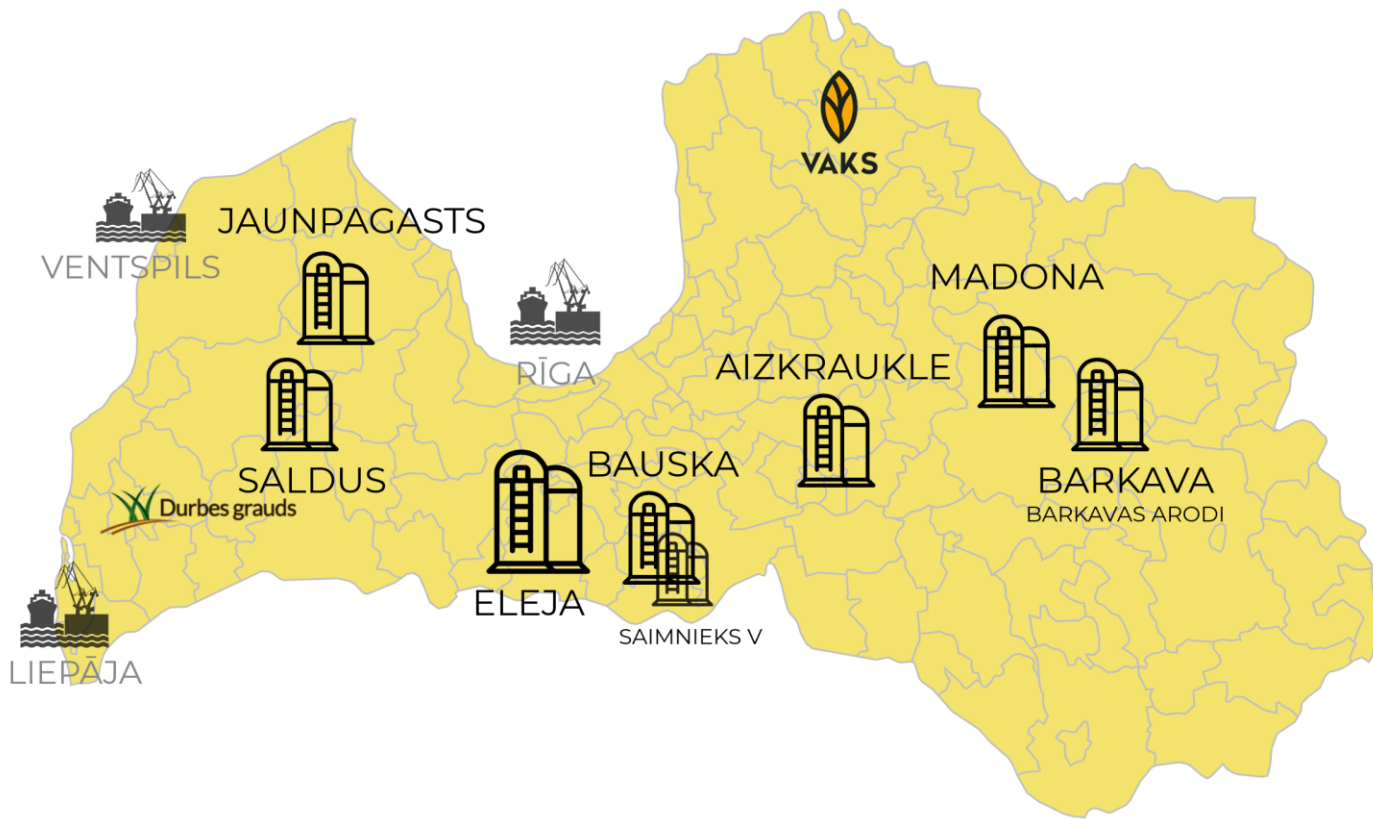 VAKS
JAUNPAGASTS
VENTSPILS
MADONA
RĪGA
AIZKRAUKLE
SALDUS
BAUSKA
BARKAVA
BARKAVAS ARODI
Durbes grauds
ELEJA
SAIMNIEKS V
LIEPĀJA